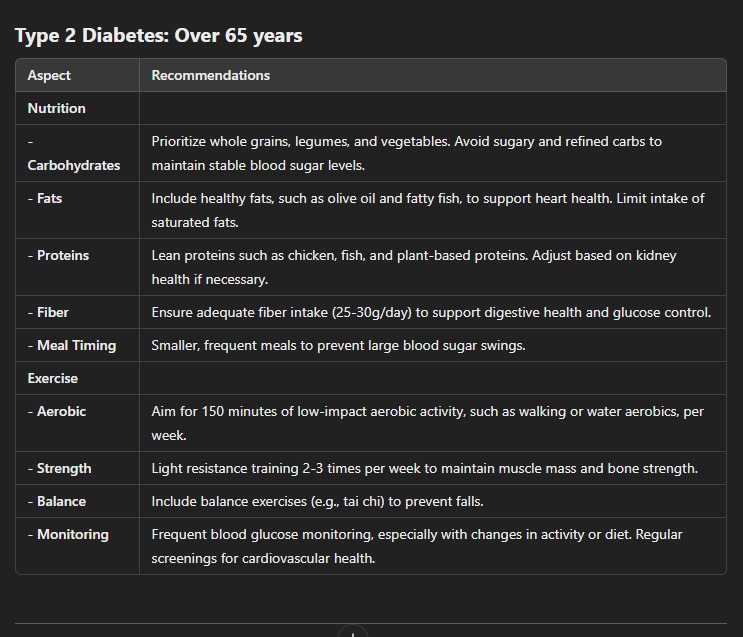 Type 2 Diabetes: Over 65 years
Aspect Recommendations
Nutrition
-
Carbohydrates
Prioritize whole grains, legumes, and vegetables. Avoid sugary and refined carbs to
maintain stable blood sugar levels.
- Fats
Include healthy fats, such as olive oil and fatty fish, to support heart health. Limit intake of
saturated fats.
- Proteins
Lean proteins such as chicken, fish, and plant-based proteins. Adjust based on kidney
health if necessary.
- Fiber
Ensure adequate fiber intake (25-30g/day) to support digestive health and glucose control.
- Meal Timing
Smaller, frequent meals to prevent large blood sugar swings.
Exercise
- Aerobic
Aim for 150 minutes of low-impact aerobic activity, such as walking or water aerobics, per
week.
- Strength
Light resistance training 2-3 times per week to maintain muscle mass and bone strength.
- Balance
Include balance exercises (e.g., tai chi) to prevent falls.
- Monitoring
Frequent blood glucose monitoring, especially with changes in activity or diet. Regular
screenings for cardiovascular health.